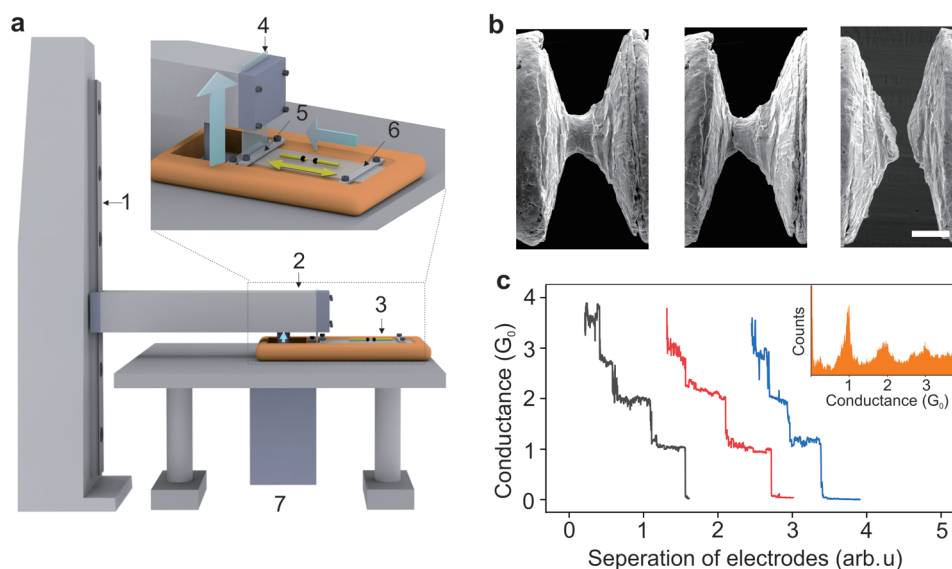 a
4
5
6
1
2
3
7
b
c
Conductance (G₀)
4
3
2
1
0
0 1 2 3 4 5
Seperation of electrodes (arb.u)
Counts
1 2 3
Conductance (G₀)